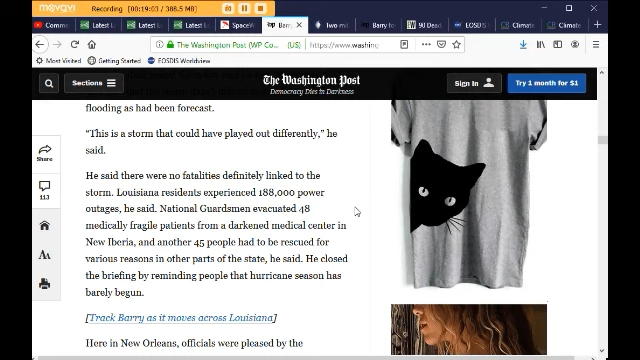 movavi Recording 00:19:03 / 388.5 MB
Comme Latest L Latest L Latest L SpaceW Barry Two mil Barry fo 90 Dead EOSDIS Climate Climate
The Washington Post (WP Co... (US) https://www.washing
Most Visited Getting Started EOSDIS Worldview
Sections The Washington Post Sign In Try 1 month for $1
Democracy Dies in Darkness
flooding as had been forecast.
“This is a storm that could have played out differently,” he
said.
Share
He said there were no fatalities definitely linked to the
storm. Louisiana residents experienced 188,000 power
113
outages, he said. National Guardsmen evacuated 48
medically fragile patients from a darkened medical center in
New Iberia, and another 45 people had to be rescued for
various reasons in other parts of the state, he said. He closed
the briefing by reminding people that hurricane season has
barely begun.
[Track Barry as it moves across Louisiana]
Here in New Orleans, officials were pleased by the